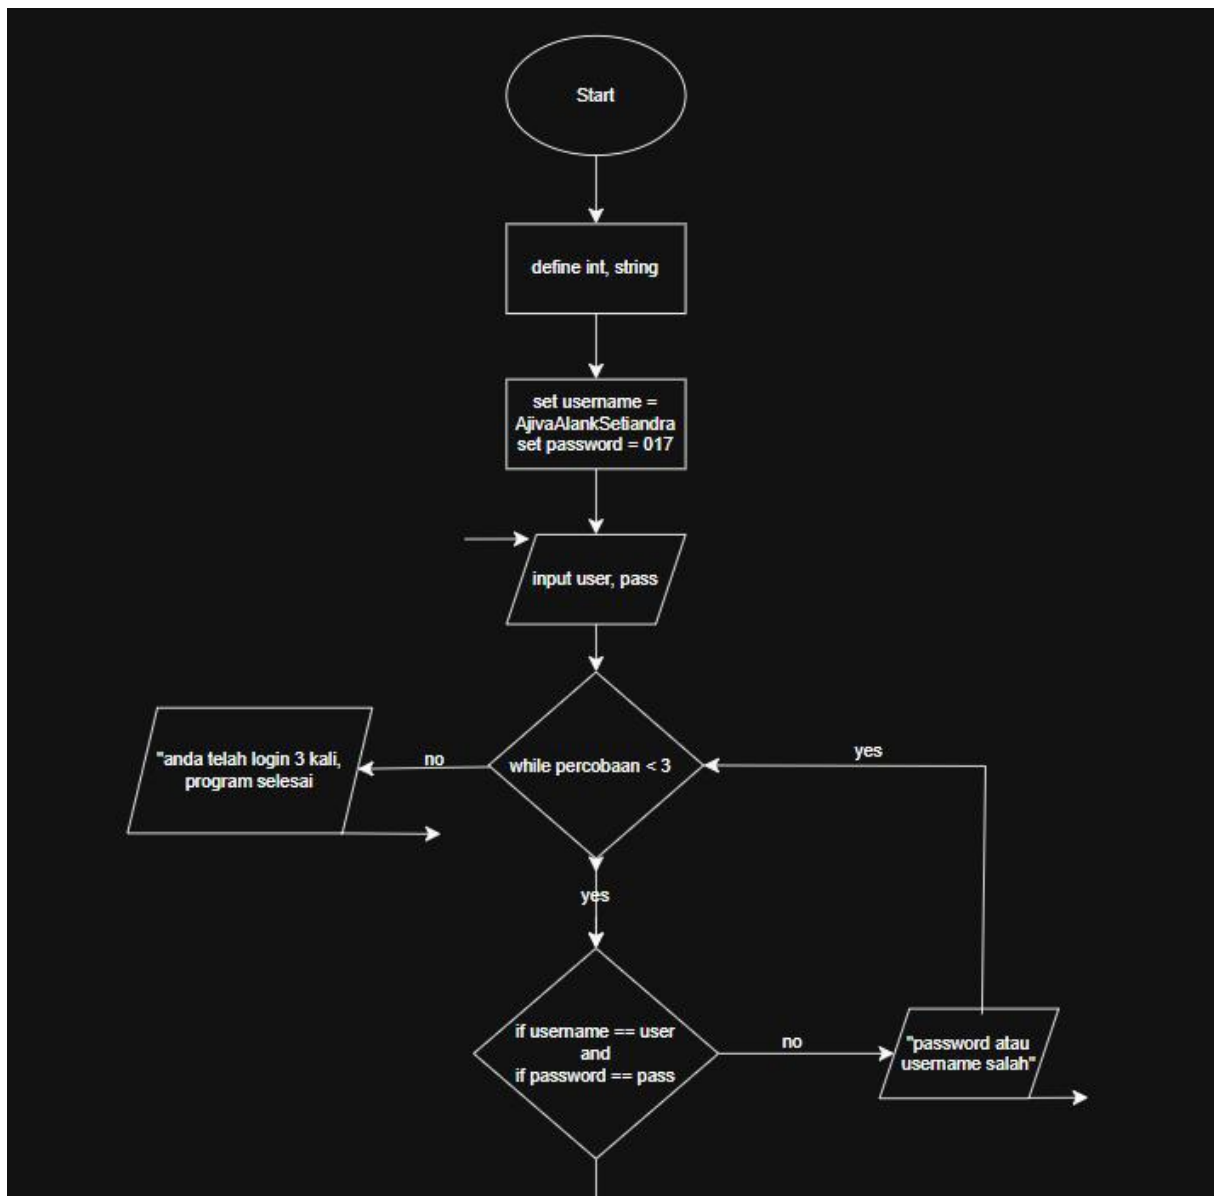 Start
define int, string
set username =
AjivaAlankSetiandra
set password = 017
input user, pass
"anda telah login 3 kali,
program selesai
no
while percobaan < 3
yes
yes
if username == user
and
if password == pass
no
"password atau
username salah"